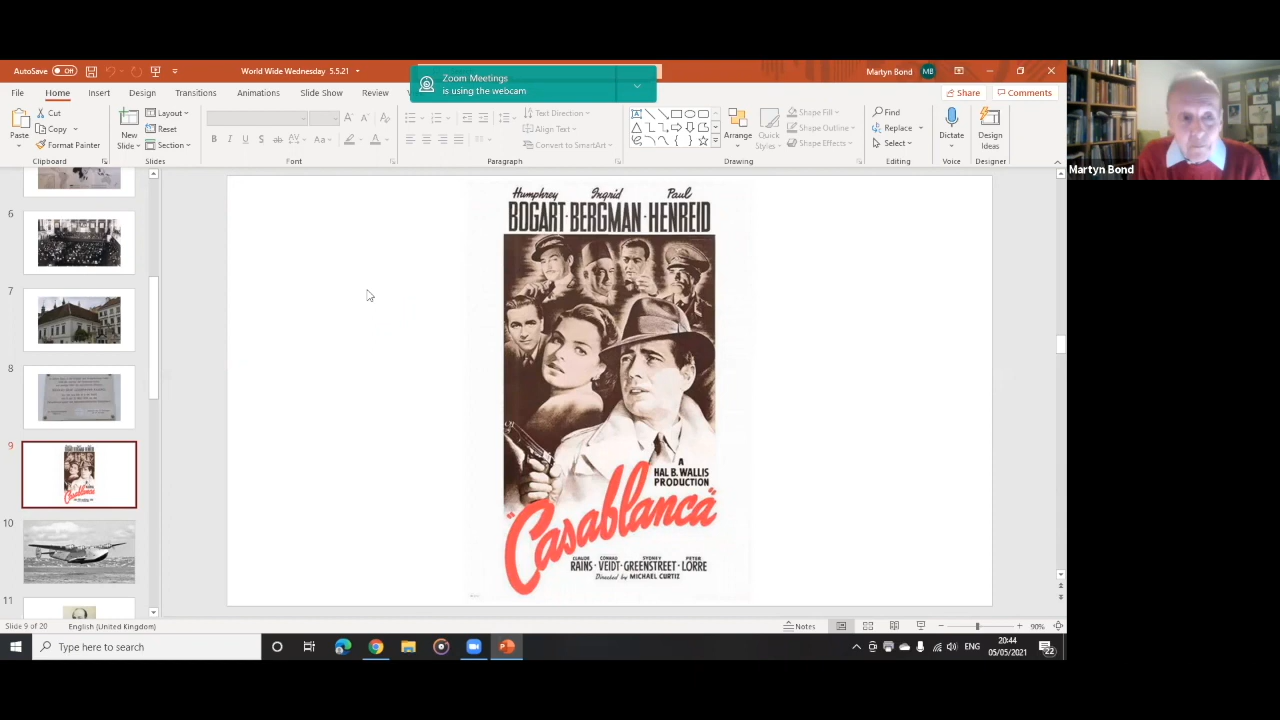 AutoSave Off
World Wide Wednesday 5.5.21
Zoom Meetings
is using the webcam
Martyn Bond MB
File Home Insert Design Transitions Animations Slide Show Review
Share Comments
Paste
Cut
Copy
Format Painter
Clipboard
New
Slide
Layout
Reset
Section
Slides
B I U S ab AV Aa A
Font
Text Direction
Align Text
Convert to SmartArt
Paragraph
Arrange
Quick
Styles
Shape Fill
Shape Outline
Shape Effects
Drawing
Find
Replace
Select
Editing
Dictate
Voice
Design
Ideas
Designer
Martyn Bond
6
7
8
9
10
11
Humphrey Ingrid Paul
BOGART · BERGMAN · HENREID
A
HAL B. WALLIS
PRODUCTION
"Casablanca"
CLAUDE CONRAD SYDNEY PETER
RAINS · VEIDT · GREENSTREET · LORRE
Directed by MICHAEL CURTIZ
Slide 9 of 20 English (United Kingdom)
Notes
90%
Type here to search
ENG
20:44
05/05/2021
22